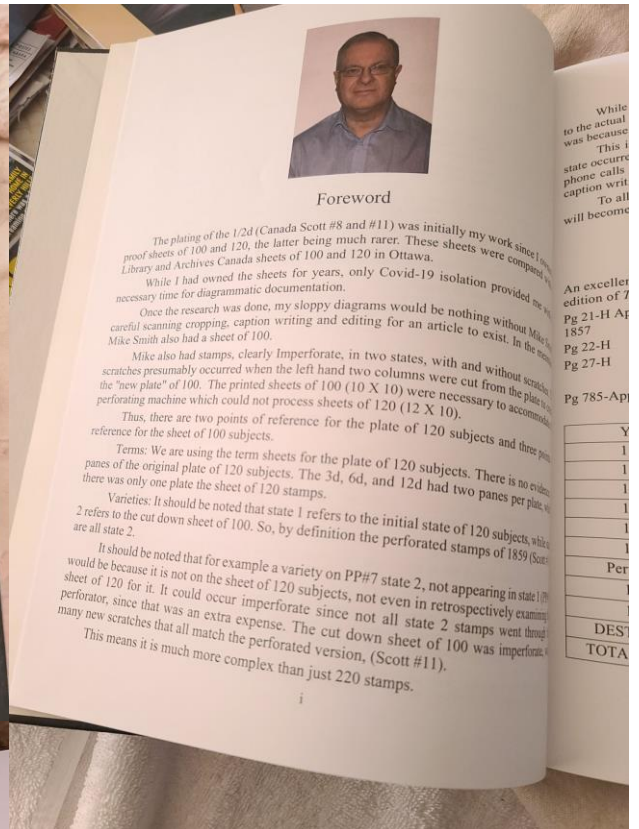 Foreword
The plating of the 1/2d (Canada Scott #8 and #11) was initially my work since I
proof sheets of 100 and 120, the latter being much rarer. These sheets were compared
Library and Archives Canada sheets of 100 and 120 in Ottawa.
While I had owned the sheets for years, only Covid-19 isolation provided me
necessary time for diagrammatic documentation.
Once the research was done, my sloppy diagrams would be nothing without Mike
careful scanning cropping, caption writing and editing for an article to exist. In the
Mike Smith also had a sheet of 100.
Mike also had stamps, clearly Imperforate, in two states, with and without
scratches presumably occurred when the left hand two columns were cut from the plate
the "new plate" of 100. The printed sheets of 100 (10 X 10) were necessary to
perforating machine which could not process sheets of 120 (12 X 10).
Thus, there are two points of reference for the plate of 120 subjects and three
reference for the sheet of 100 subjects.
Terms: We are using the term sheets for the plate of 120 subjects. There is no
panes of the original plate of 120 subjects. The 3d, 6d, and 12d had two panes per plate,
there was only one plate the sheet of 120 stamps.
Varieties: It should be noted that state 1 refers to the initial state of 120 subjects, while
2 refers to the cut down sheet of 100. So, by definition the perforated stamps of 1859
are all state 2.
It should be noted that for example a variety on PP#7 state 2, not appearing in state 1
would be because it is not on the sheet of 120 subjects, not even in retrospectively
sheet of 120 for it. It could occur imperforate since not all state 2 stamps went through
perforator, since that was an extra expense. The cut down sheet of 100 was imperforate,
many new scratches that all match the perforated version, (Scott #11).
This means it is much more complex than just 220 stamps.
i
While
to the actual
was because
This i
state occurre
phone calls
caption writ
To all
will become
An exceller
edition of T
Pg 21-H Ap
1857
Pg 22-H
Pg 27-H
Pg 785-App
Y
1
1
1
1
1
1
Per
DEST
TOTA